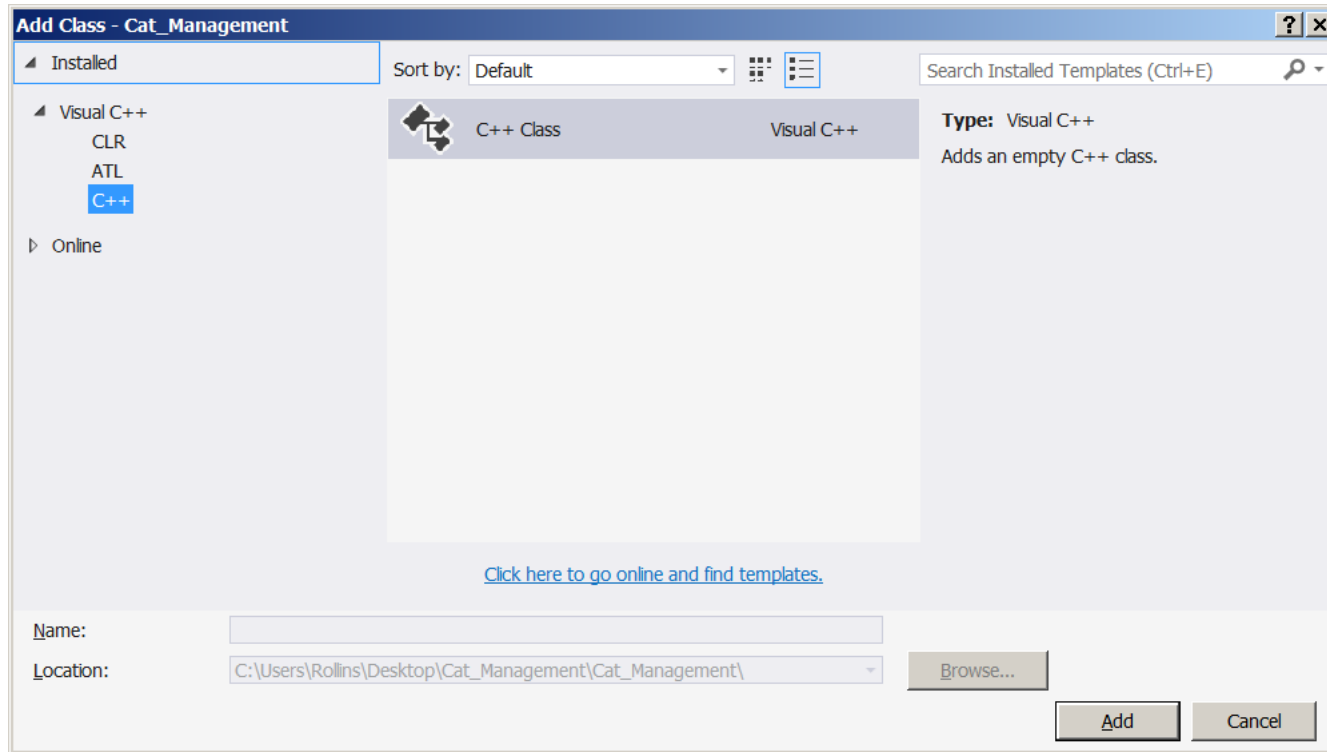 Add Class - Cat_Management
Installed
Sort by: Default
Search Installed Templates (Ctrl+E)
Visual C++
CLR
ATL
C++
Online
C++ Class Visual C++
Type: Visual C++
Adds an empty C++ class.
Click here to go online and find templates.
Name:
Location: C:\Users\Rollins\Desktop\Cat_Management\Cat_Management\ Browse...
Add Cancel